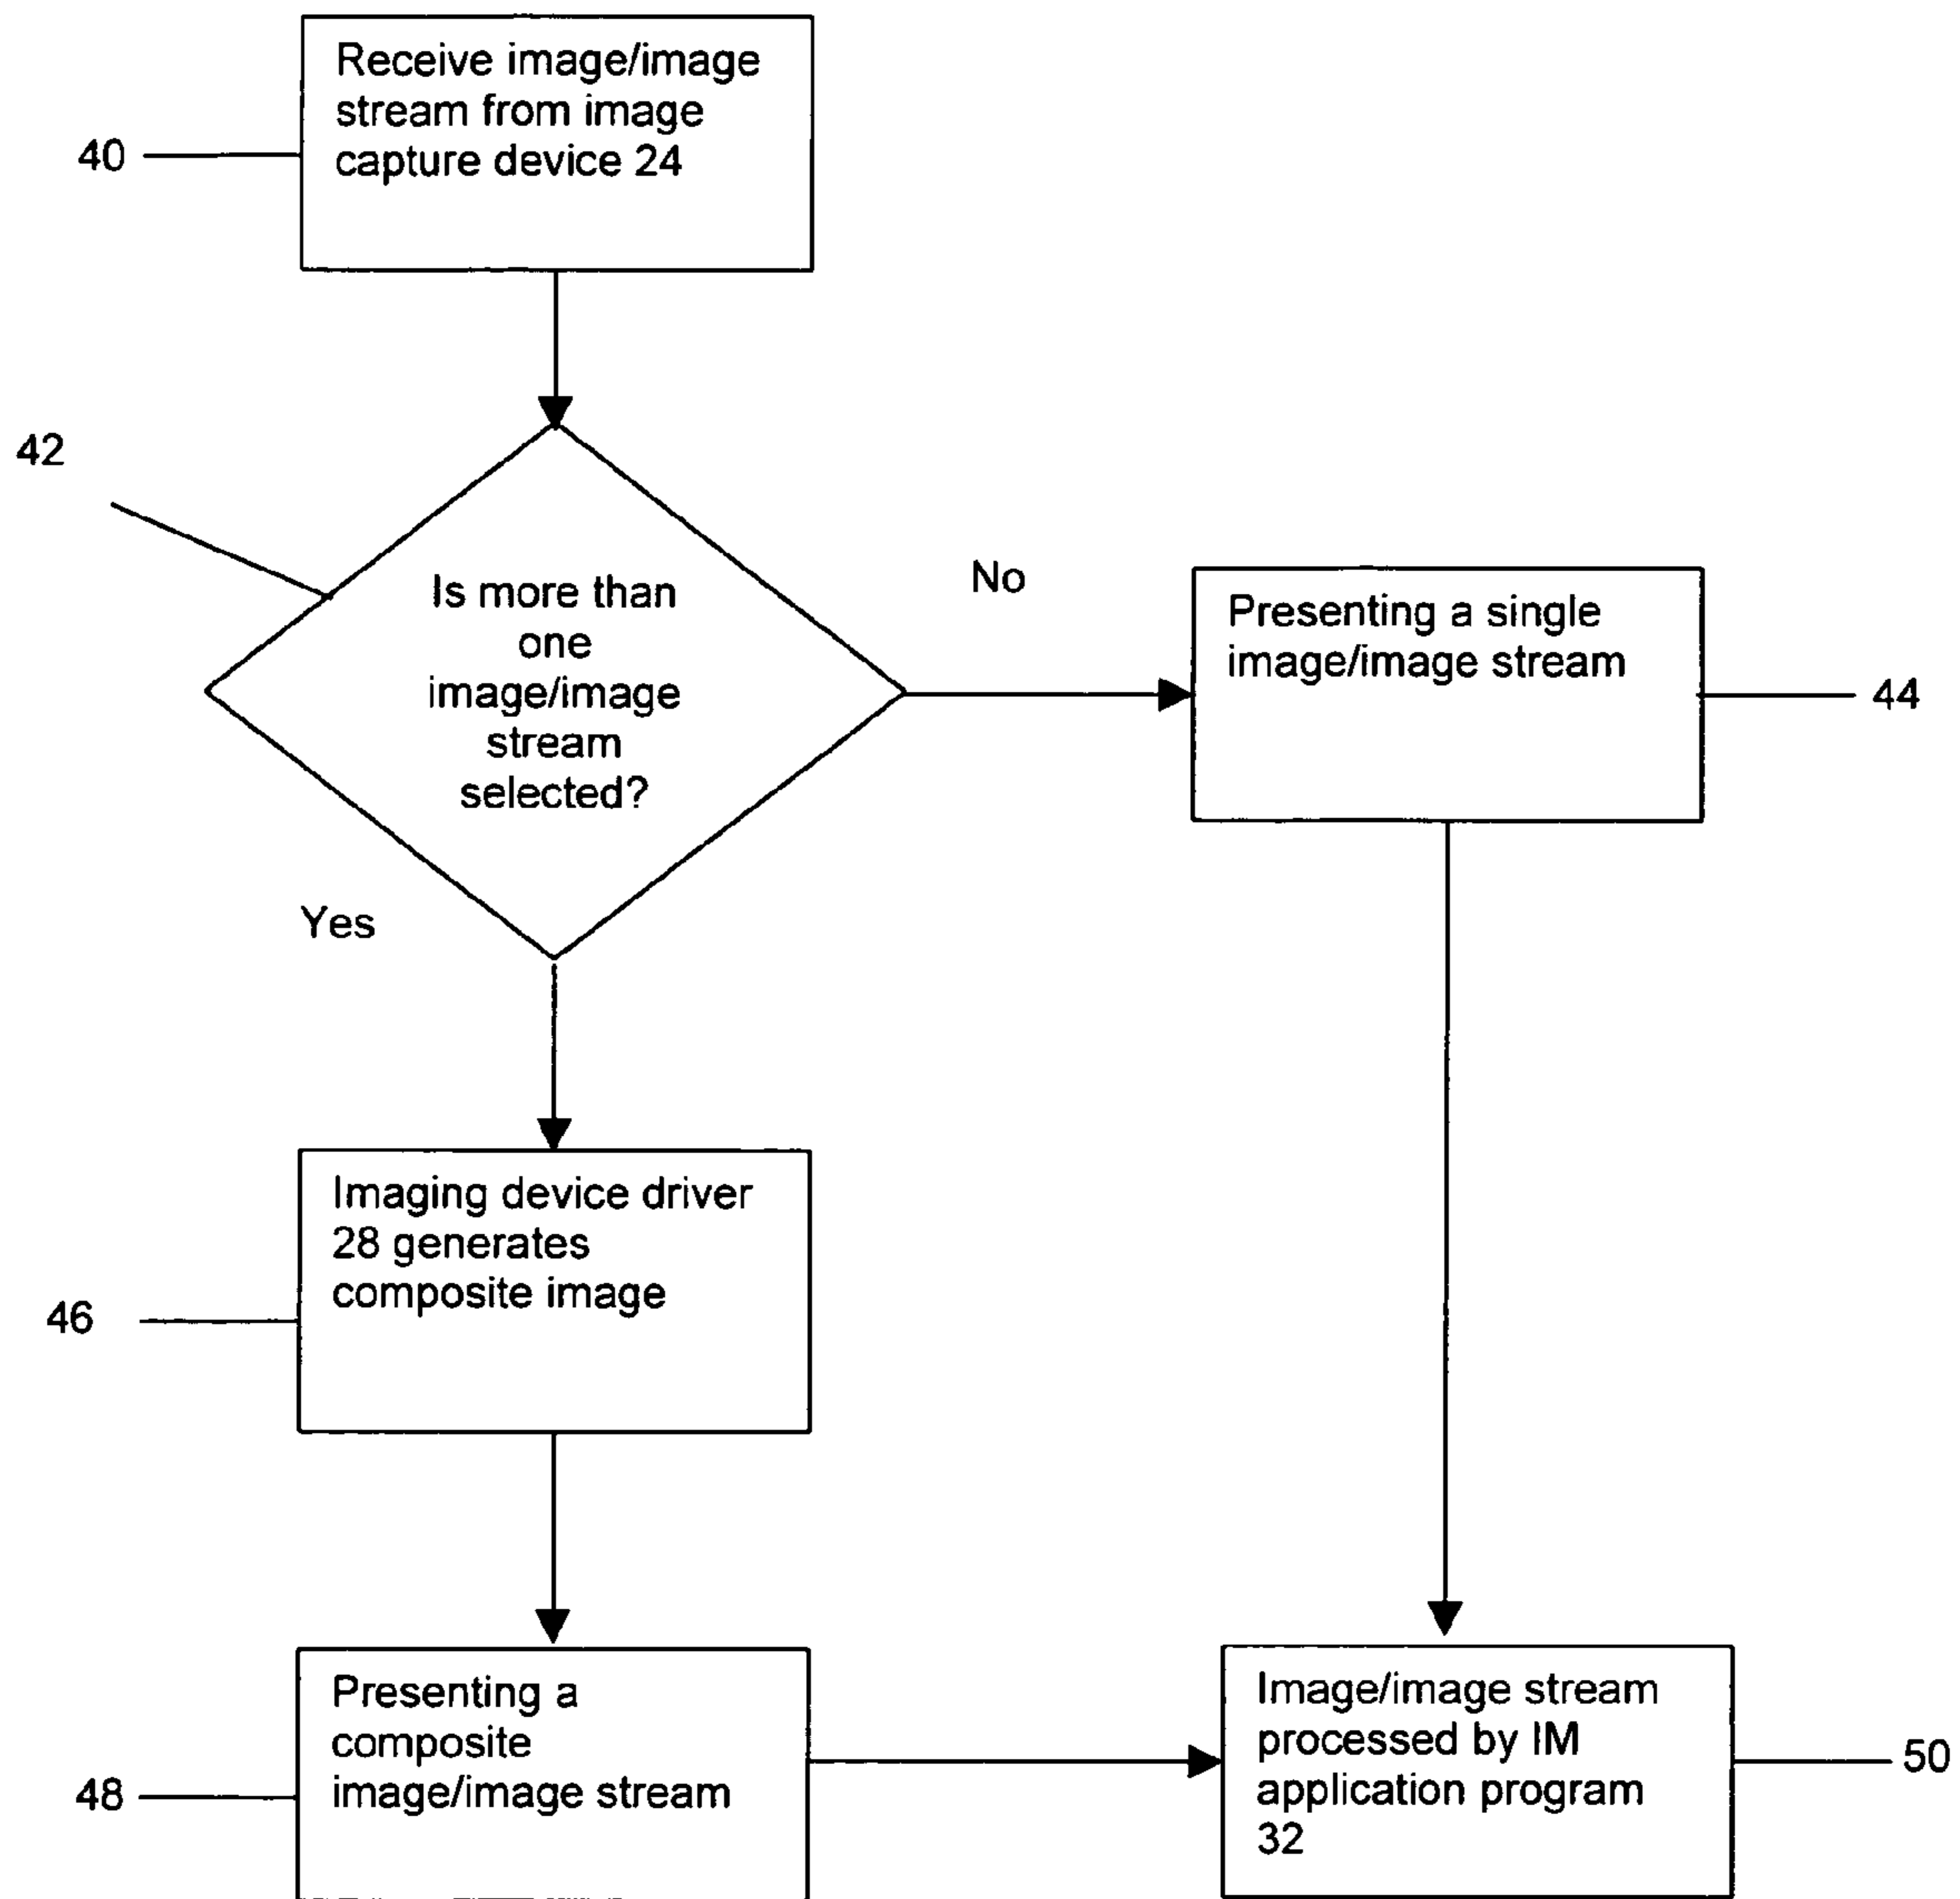 Receive image/image
stream from image
capture device 24
40
42
Is more than
one
image/image
stream
selected?
No
Presenting a single
image/image stream
44
Yes
Imaging device driver
28 generates
composite image
46
Presenting a
composite
image/image stream
48
Image/image stream
processed by IM
application program
32
50